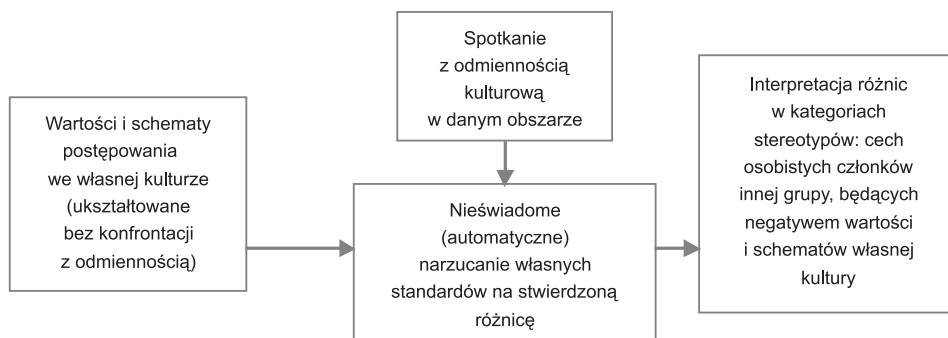 Wartości i schematy
postępowania
we własnej kulturze
(ukształtowane
bez konfrontacji
z odmiennością)
Spotkanie
z odmiennością
kulturową
w danym obszarze
Nieświadome
(automatyczne)
narzucanie własnych
standardów na stwierdzoną
różnicę
Interpretacja różnic
w kategoriach
stereotypów: cech
osobistych członków
innej grupy, będących
negatywem wartości
i schematów własnej
kultury